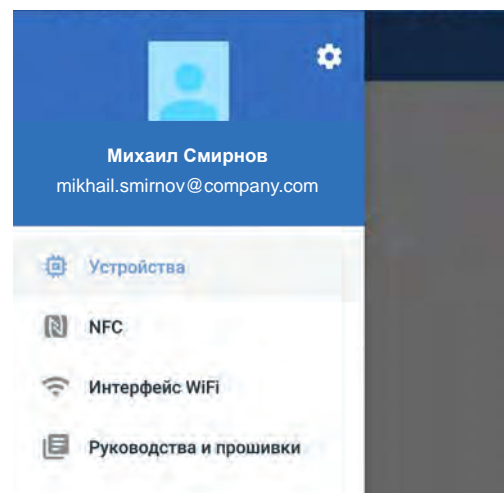 Михаил Смирнов
mikhail.smirnov@company.com
Устройства
NFC
Интерфейс WiFi
Руководства и прошивки